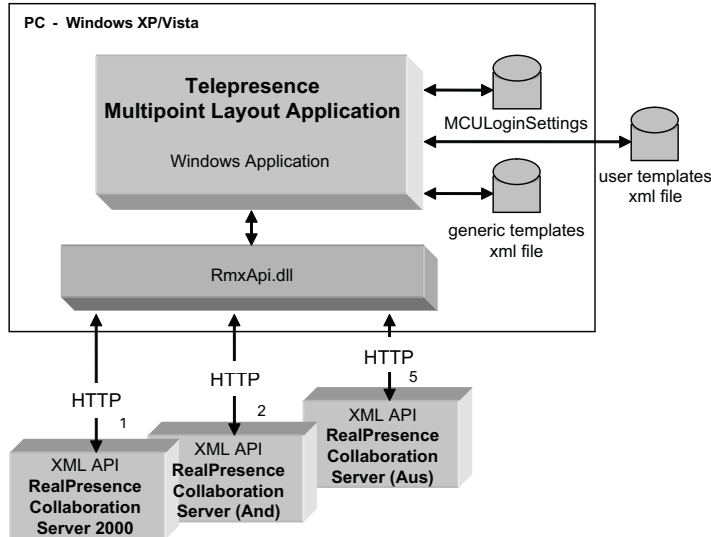 PC - Windows XP/Vista
Telepresence
Multipoint Layout Application
Windows Application
MCULoginSettings
user templates
xml file
generic templates
xml file
RmxApi.dll
HTTP
1
HTTP
2
HTTP
5
XML API
RealPresence
Collaboration
Server 2000
XML API
RealPresence
Collaboration
Server (And)
XML API
RealPresence
Collaboration
Server (Aus)